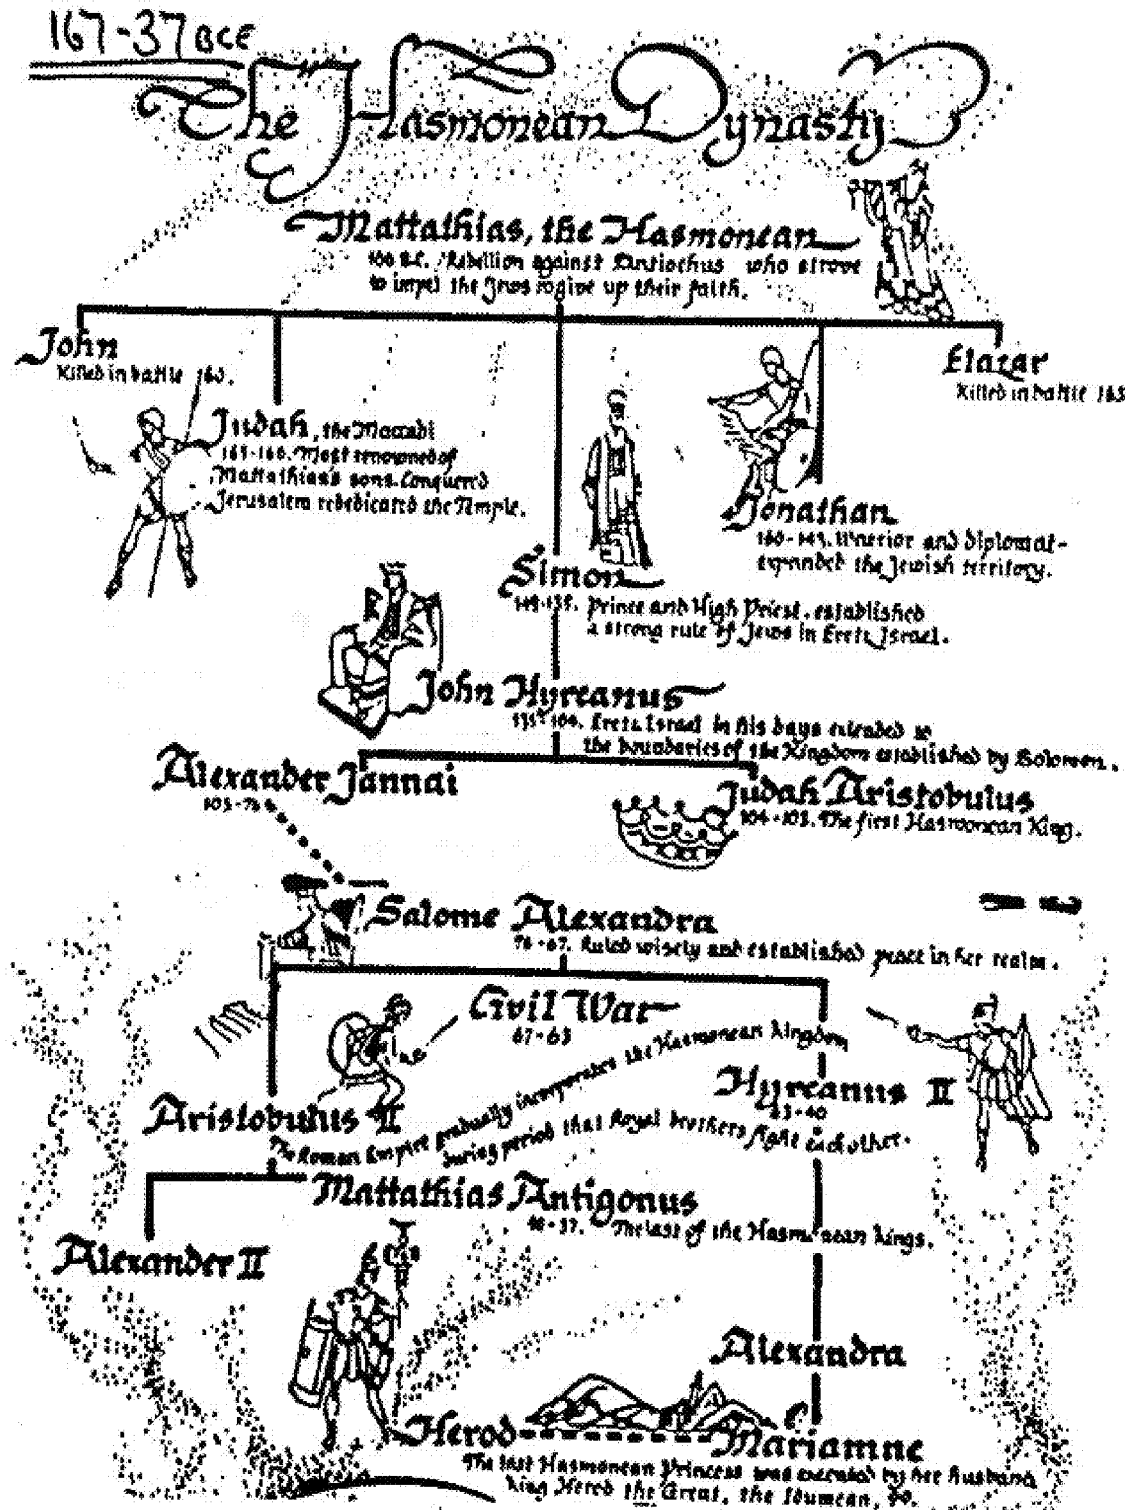 167-37 BCE
The Hasmonean Dynasty
Mattathias, the Hasmonean
B.C. Rebellion against Antiochus who strove
to impel the Jews to give up their faith.
John
Killed in battle 160.
Elazar
Killed in battle 163
Judah, the Maccabi
Most renowned of
Mattathias's sons. Conquered
Jerusalem rededicated the Temple.
Jonathan
160-143. Warrior and diplomat-
expanded the Jewish territory.
Simon
Prince and High Priest, established
a strong rule of Jews in Eretz Israel.
John Hyrcanus
Eretz Israel in his days extended to
the boundaries of the Kingdom established by Solomon.
Alexander Jannai
103-76
Judah Aristobulus
104-103. The first Hasmonean King.
Salome Alexandra
76-67. Ruled wisely and established peace in her realm.
Civil War
67-63
Aristobulus II
Hyrcanus II
63-40
The Roman Empire gradually incorporates the Hasmonean kingdom
during period that Royal brothers fight each other.
Mattathias Antigonus
40-37. The last of the Hasmonean kings.
Alexander II
Alexandra
Herod
Mariamne
The last Hasmonean Princess was executed by her husband
King Herod the Great, the Idumean,